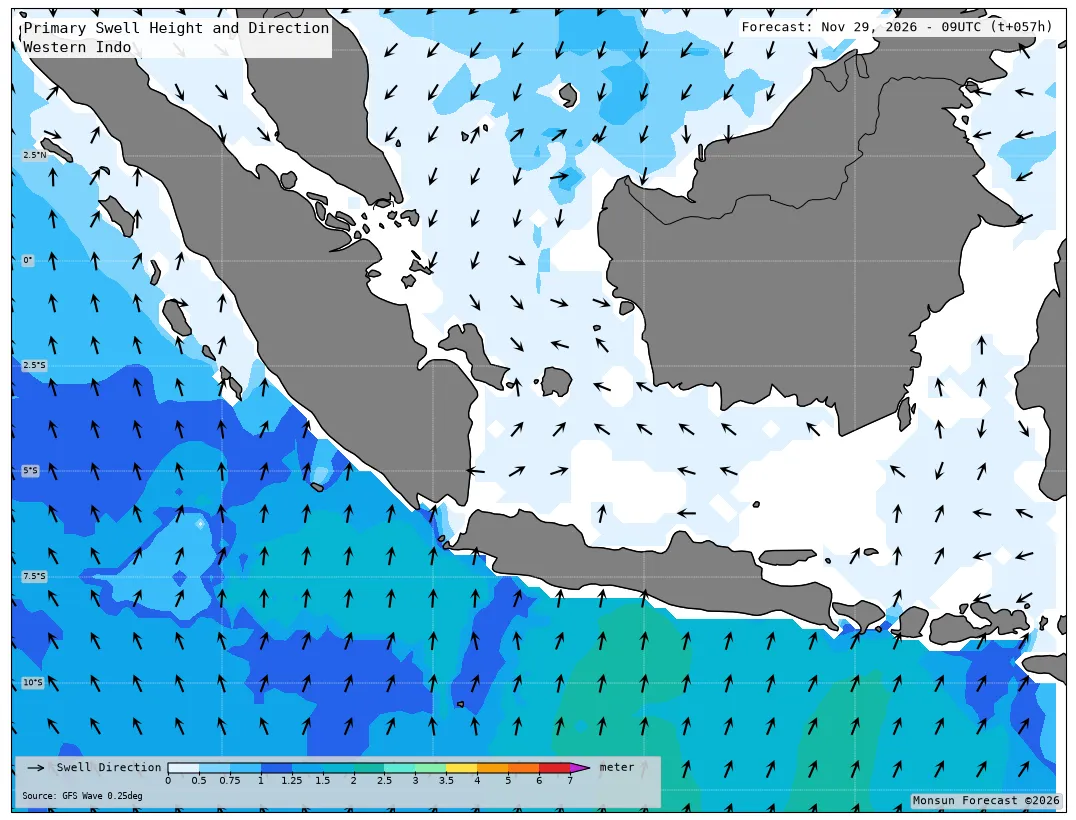 Primary Swell Height and Direction
Western Indo
Forecast: Nov 29, 2026 - 09UTC (t+057h)
2.5°N
0°
2.5°S
5°S
7.5°S
10°S
Swell Direction
meter
0 0.5 0.75 1 1.25 1.5 2 2.5 3 3.5 4 5 6 7
Source: GFS Wave 0.25deg
Monsun Forecast ©2026